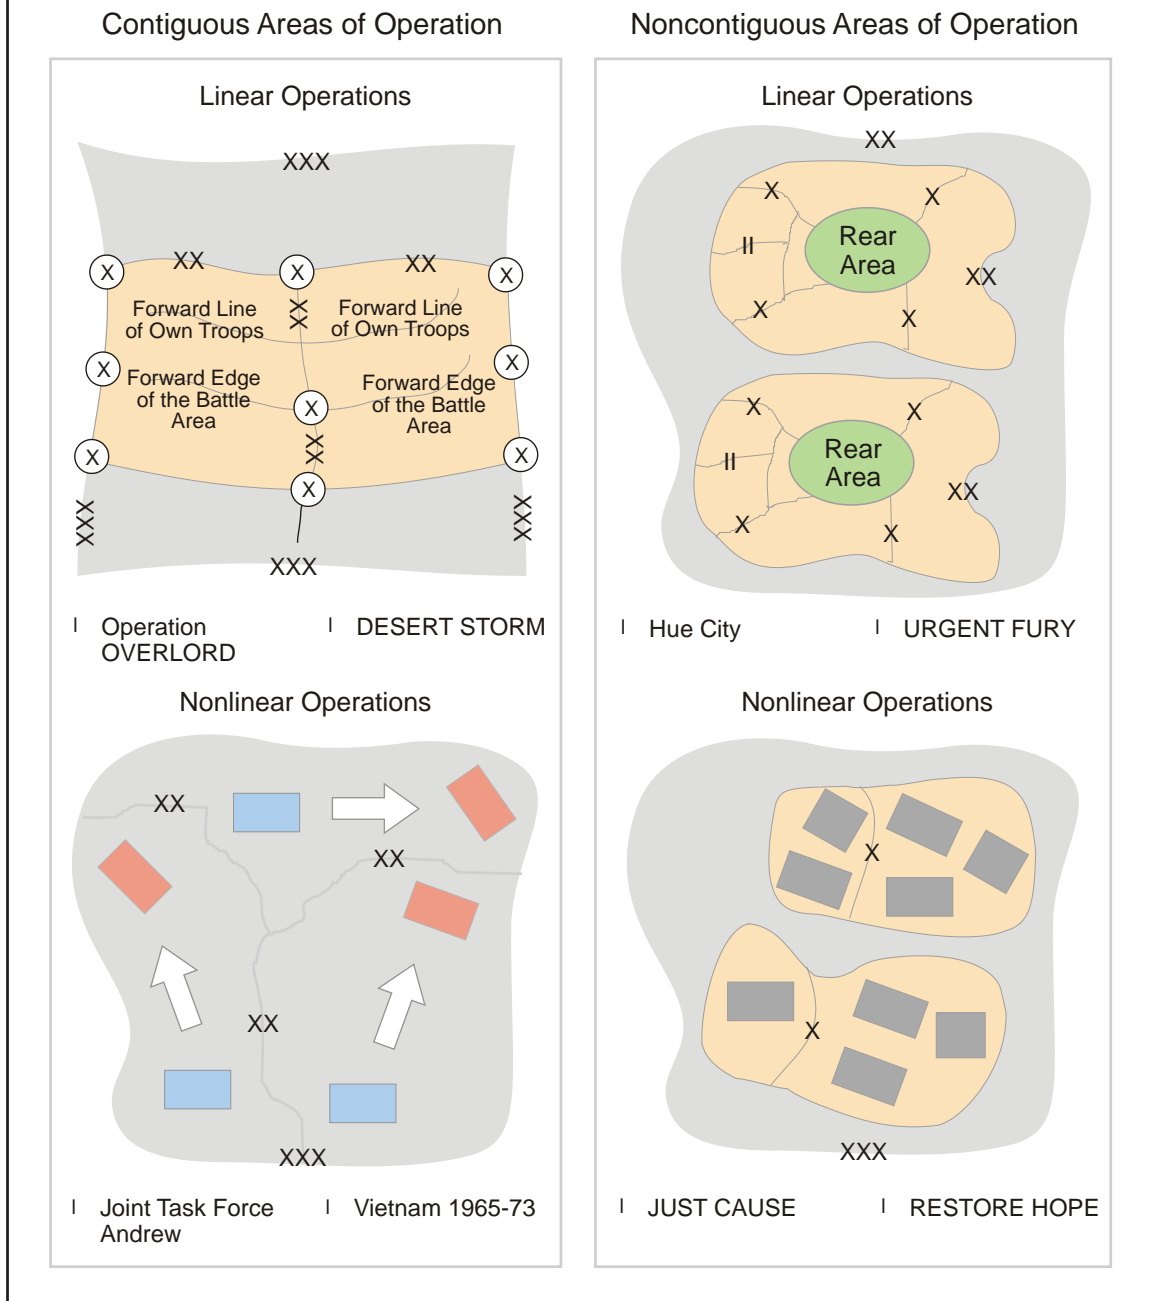 Contiguous Areas of Operation
Linear Operations
XXX
XX
XX
X
X
X
XX
Forward Line
of Own Troops
Forward Line
of Own Troops
X
X
Forward Edge
of the Battle
Area
Forward Edge
of the Battle
Area
X
XX
X
X
X
XXX
XXX
XXX
I Operation
OVERLORD
I DESERT STORM
Nonlinear Operations
XX
XX
XX
XXX
I Joint Task Force
Andrew
I Vietnam 1965-73
Noncontiguous Areas of Operation
Linear Operations
XX
X
X
II
Rear
Area
XX
X
X
X
X
II
Rear
Area
XX
X
X
I Hue City
I URGENT FURY
Nonlinear Operations
X
X
XXX
I JUST CAUSE
I RESTORE HOPE